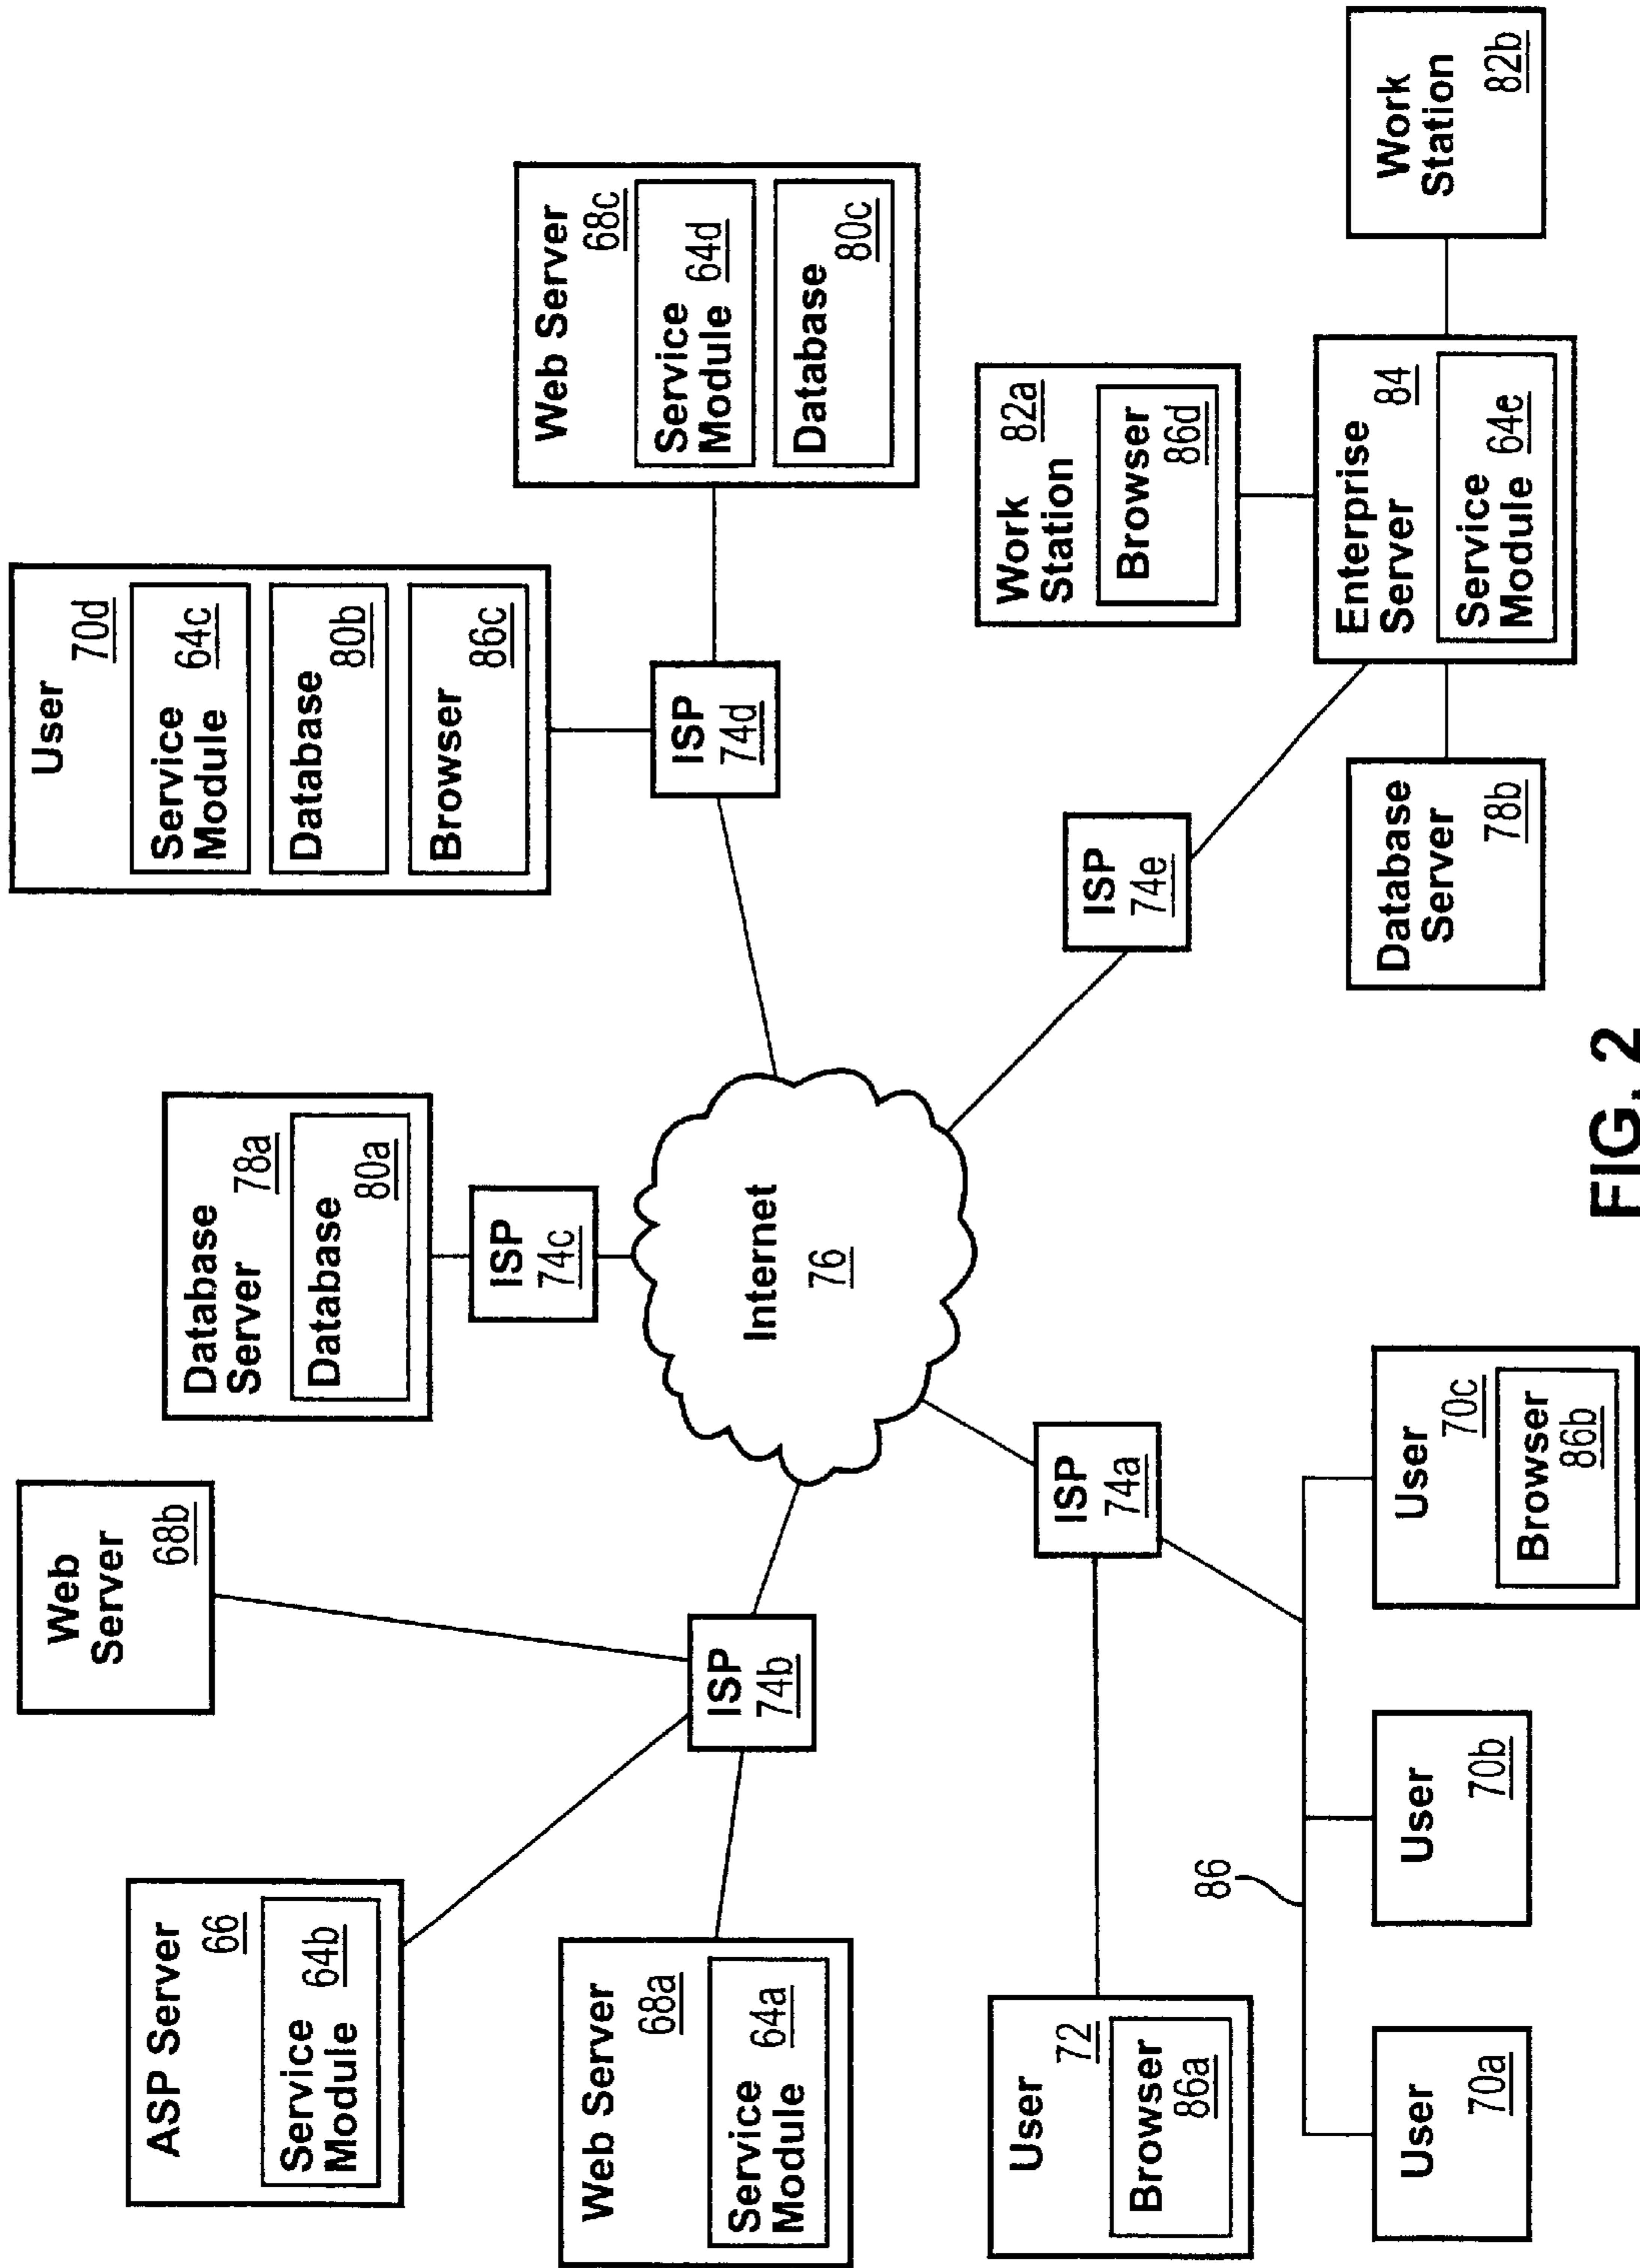 ASP Server
66
Service
Module 64b
Web
Server
68b
Database
Server 78a
Database
80a
User
70d
Service
Module 64c
Database
80b
Browser
86c
Web Server
68a
Service
Module 64a
ISP
74b
ISP
74c
ISP
74d
Web Server
68c
Service
Module 64d
Database
80c
Internet
76
User
72
Browser
86a
ISP
74a
ISP
74e
Work
Station 82a
Browser
86d
86
User
70a
User
70b
User
70c
Browser
86b
Database
Server
78b
Enterprise
Server 84
Service
Module 64e
Work
Station
82b
FIG. 2